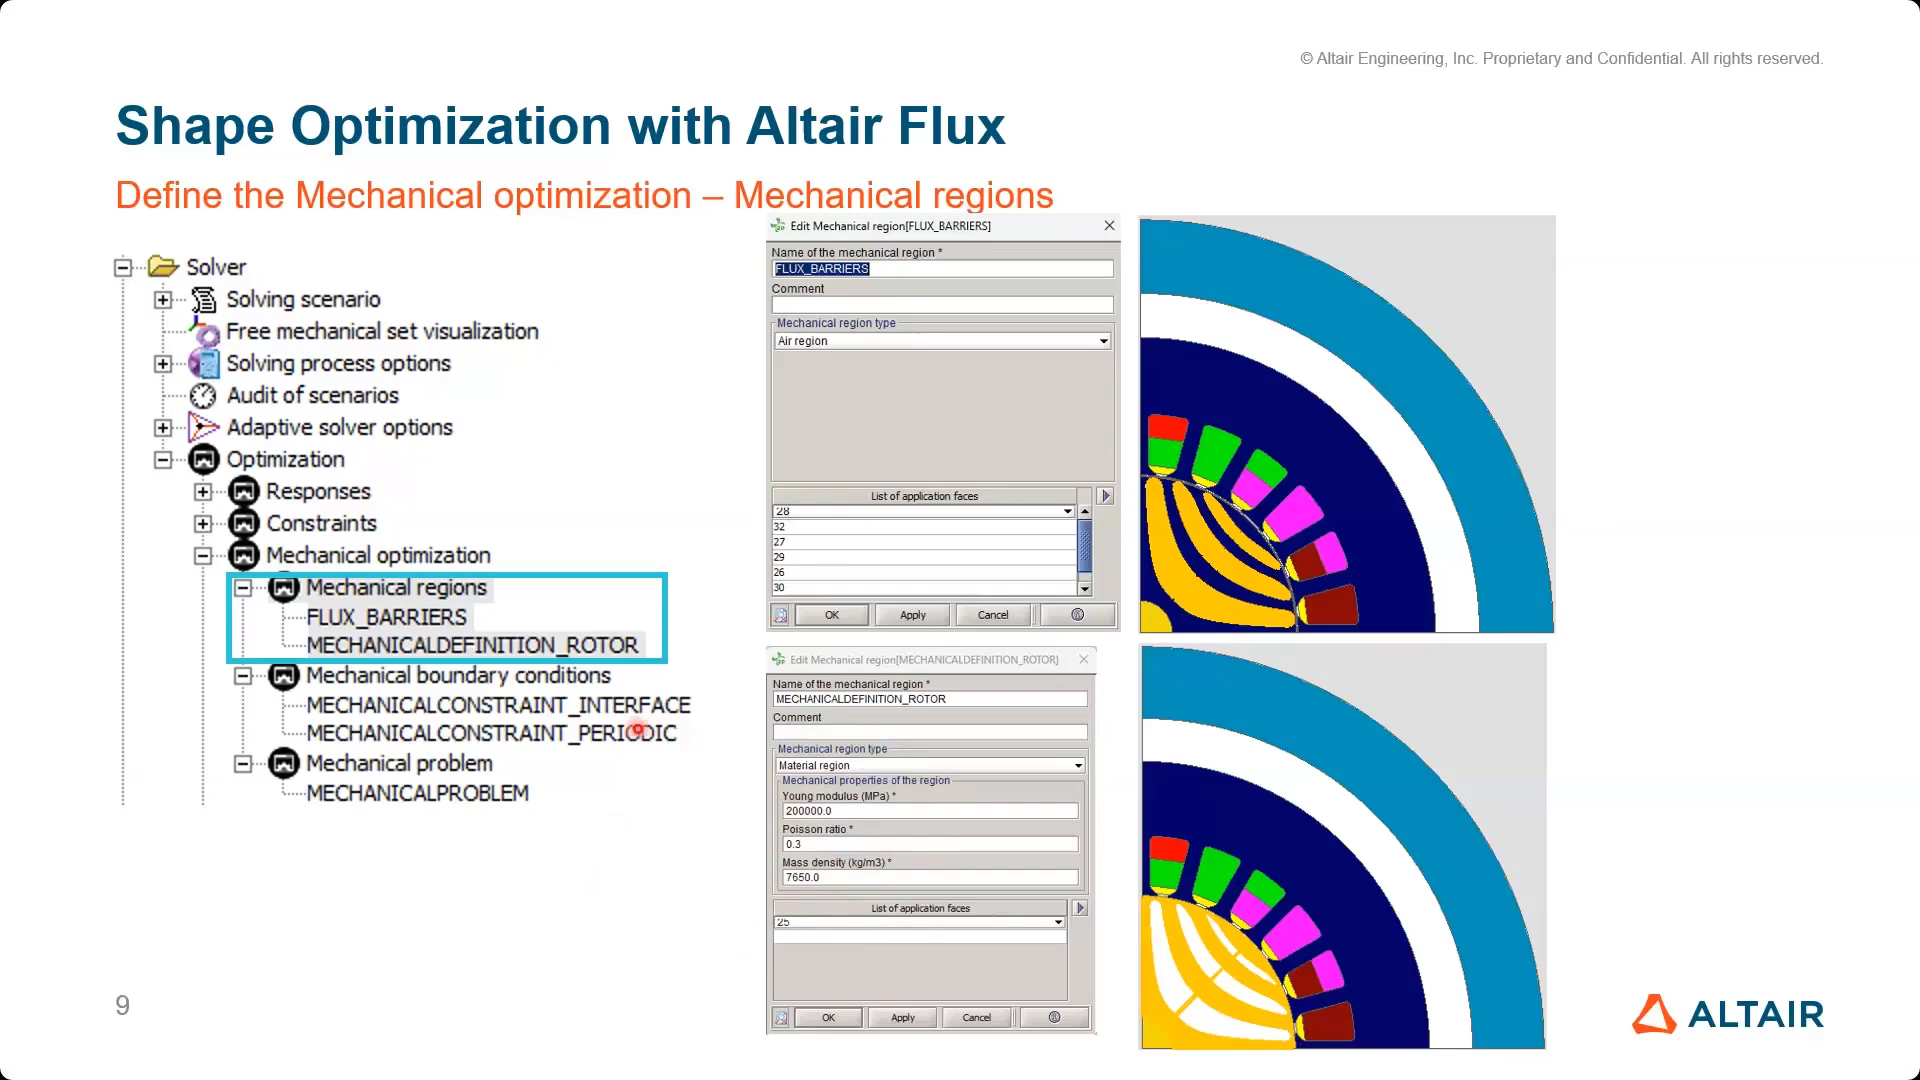 © Altair Engineering, Inc. Proprietary and Confidential. All rights reserved.
Shape Optimization with Altair Flux
Define the Mechanical optimization – Mechanical regions
Solver
Solving scenario
Free mechanical set visualization
Solving process options
Audit of scenarios
Adaptive solver options
Optimization
Responses
Constraints
Mechanical optimization
Mechanical regions
FLUX_BARRIERS
MECHANICALDEFINITION_ROTOR
Mechanical boundary conditions
MECHANICALCONSTRAINT_INTERFACE
MECHANICALCONSTRAINT_PERIODIC
Mechanical problem
MECHANICALPROBLEM
Edit Mechanical region[FLUX_BARRIERS]
Name of the mechanical region *
FLUX_BARRIERS
Comment
Mechanical region type
Air region
List of application faces
28
32
27
29
26
30
OK Apply Cancel
Edit Mechanical region[MECHANICALDEFINITION_ROTOR]
Name of the mechanical region *
MECHANICALDEFINITION_ROTOR
Comment
Mechanical region type
Material region
Mechanical properties of the region
Young modulus (MPa) *
200000.0
Poisson ratio *
0.3
Mass density (kg/m3) *
7650.0
List of application faces
25
OK Apply Cancel
9
ALTAIR